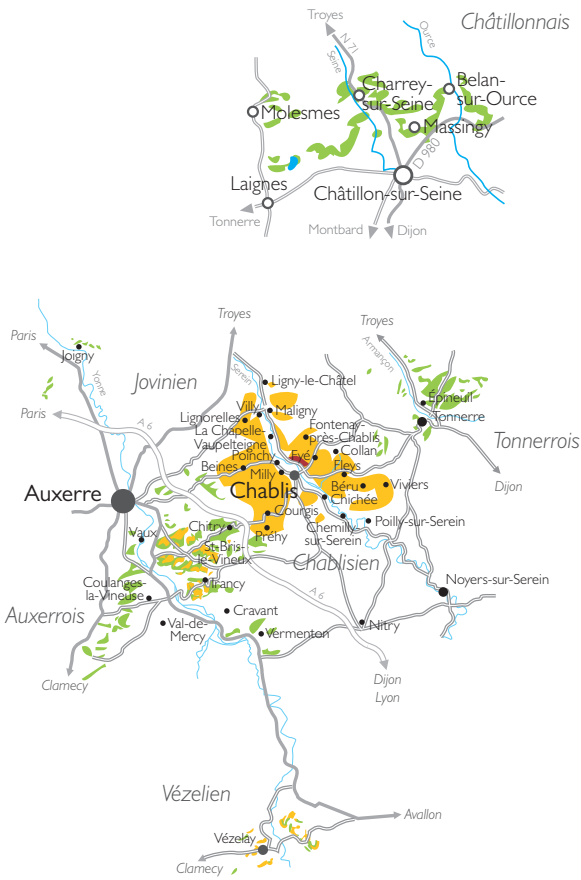 Châtillonnais
Troyes
N 71
Seine
Ource
Charrey-
sur-Seine
Belan-
sur-Ource
Molesmes
Massingy
D 980
Laignes
Châtillon-sur-Seine
Tonnerre
Montbard
Dijon
Paris
Joigny
Yonne
Troyes
Jovinien
Serein
Troyes
Armançon
Ligny-le-Châtel
Épineuil
Tonnerre
Tonnerrois
Dijon
Paris
A 6
Villy
Maligny
Lignorelles
La Chapelle-
Vaupelteigne
Fontenay-
près-Chablis
Collan
Poinchy
Fyé
Beines
Milly
Fleys
Chablis
Béru
Viviers
Chichée
Auxerre
Courgis
Poilly-sur-Serein
Chemilly-
sur-Serein
Chitry
Préhy
Vaux
St-Bris-
le-Vineux
Chablisien
Coulanges-
la-Vineuse
Irancy
A 6
Noyers-sur-Serein
Auxerrois
Cravant
Val-de-
Mercy
Vermenton
Nitry
Clamecy
Dijon
Lyon
Vézelien
Avallon
Vézelay
Clamecy